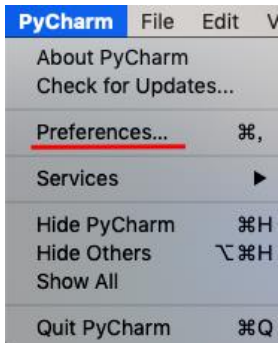 PyCharm File Edit
About PyCharm
Check for Updates...
Preferences... ⌘,
Services ▶
Hide PyCharm ⌘H
Hide Others ⌥⌘H
Show All
Quit PyCharm ⌘Q